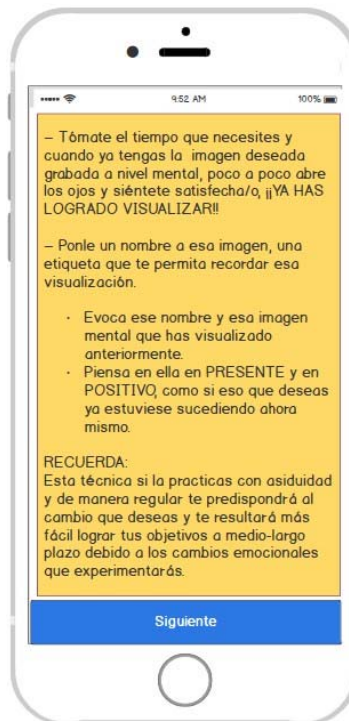 9:52 AM
100%
– Tómate el tiempo que necesites y
cuando ya tengas la imagen deseada
grabada a nivel mental, poco a poco abre
los ojos y siéntete satisfecha/o, ¡¡YA HAS
LOGRADO VISUALIZAR!!
– Ponle un nombre a esa imagen, una
etiqueta que te permita recordar esa
visualización.
· Evoca ese nombre y esa imagen
mental que has visualizado
anteriormente.
· Piensa en ella en PRESENTE y en
POSITIVO, como si eso que deseas
ya estuviese sucediendo ahora
mismo.
RECUERDA:
Esta técnica si la practicas con asiduidad
y de manera regular te predispondrá al
cambio que deseas y te resultará más
fácil lograr tus objetivos a medio-largo
plazo debido a los cambios emocionales
que experimentarás.
Siguiente